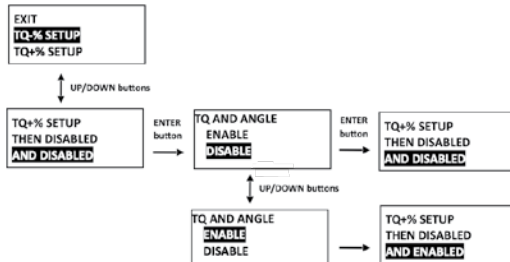 EXIT
TQ-% SETUP
TQ+% SETUP
UP/DOWN buttons
TQ+% SETUP
THEN DISABLED
AND DISABLED
ENTER
button
TQ AND ANGLE
ENABLE
DISABLE
ENTER
button
TQ+% SETUP
THEN DISABLED
AND DISABLED
UP/DOWN buttons
TQ AND ANGLE
ENABLE
DISABLE
TQ+% SETUP
THEN DISABLED
AND ENABLED